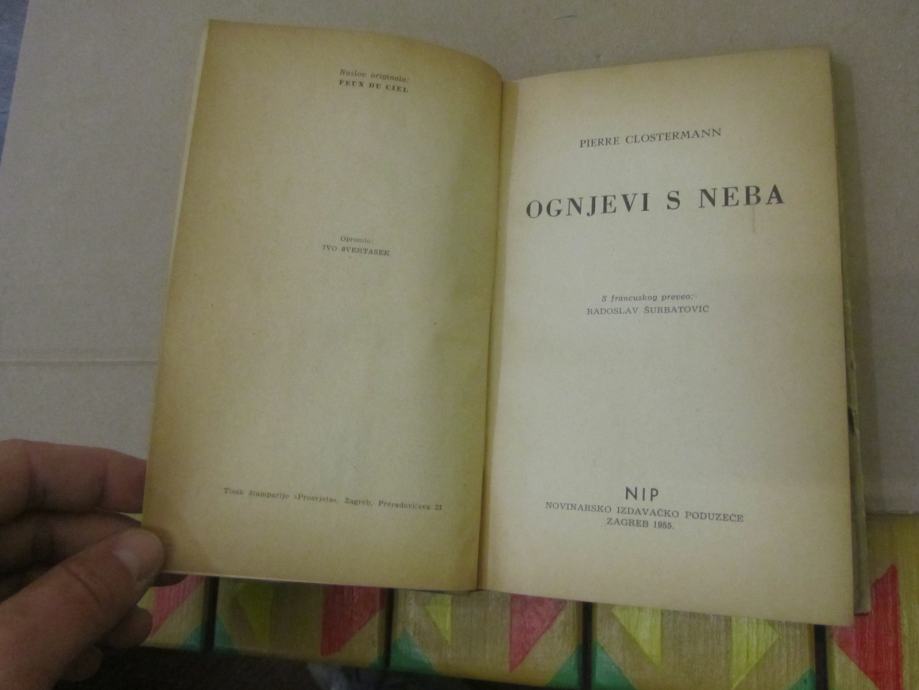 Naslov originala:
FEUX DU CIEL
Opremio:
IVO SVERTASEK
Tisak štamparije »Prosvjeta«, Zagreb, Preradovićeva 21
PIERRE CLOSTERMANN
OGNJEVI S NEBA
S francuskog preveo:
RADOSLAV ŠURBATOVIĆ
NIP
NOVINARSKO IZDAVAČKO PODUZEĆE
ZAGREB 1955.